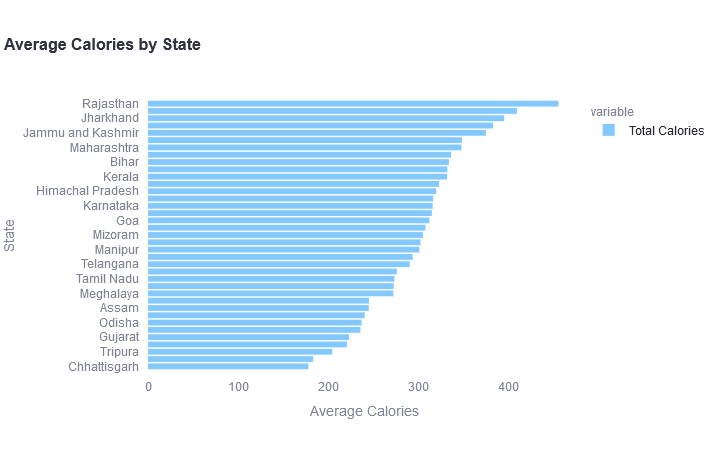 Average Calories by State
Rajasthan
Jharkhand
Jammu and Kashmir
Maharashtra
Bihar
Kerala
Himachal Pradesh
Karnataka
Goa
Mizoram
Manipur
Telangana
Tamil Nadu
Meghalaya
Assam
Odisha
Gujarat
Tripura
Chhattisgarh
State
0 100 200 300 400
Average Calories
variable
Total Calories